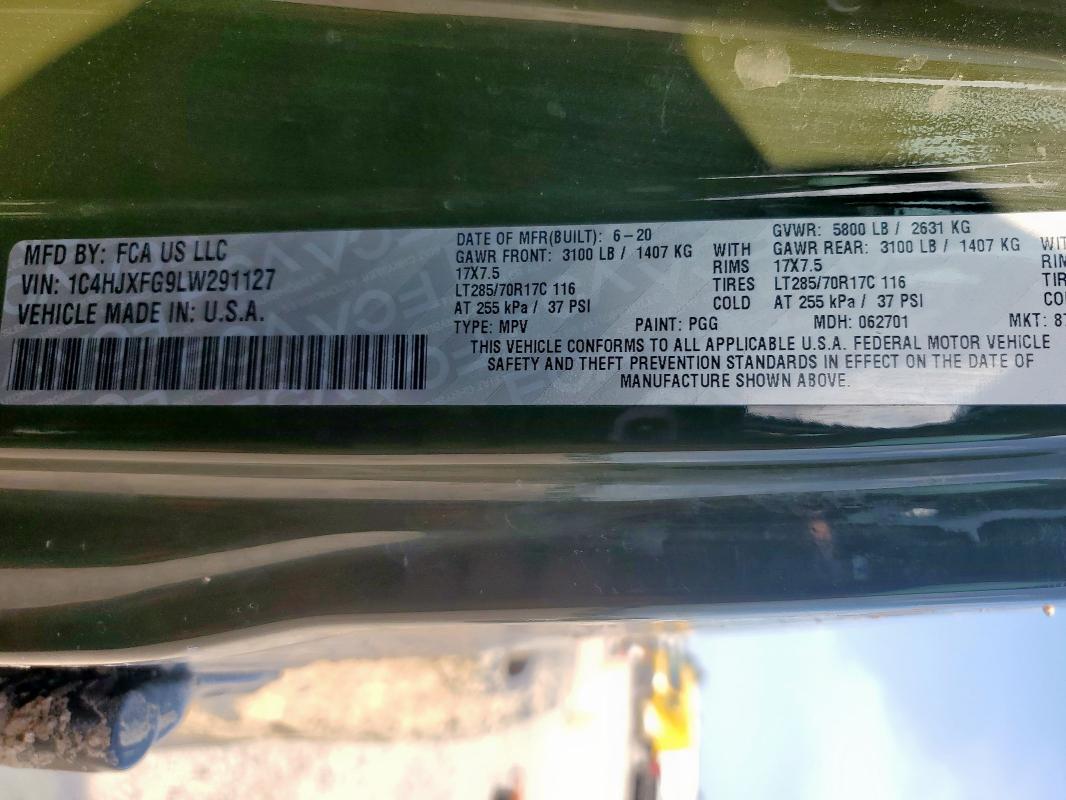 MFD BY: FCA US LLC
VIN: 1C4HJXFG9LW291127
VEHICLE MADE IN: U.S.A.
DATE OF MFR(BUILT): 6-20 GVWR: 5800 LB / 2631 KG
GAWR FRONT: 3100 LB / 1407 KG WITH GAWR REAR: 3100 LB / 1407 KG
17X7.5 RIMS 17X7.5
LT285/70R17C 116 TIRES LT285/70R17C 116
AT 255 kPa / 37 PSI COLD AT 255 kPa / 37 PSI
TYPE: MPV PAINT: PGG MDH: 062701 MKT:
THIS VEHICLE CONFORMS TO ALL APPLICABLE U.S.A. FEDERAL MOTOR VEHICLE
SAFETY AND THEFT PREVENTION STANDARDS IN EFFECT ON THE DATE OF
MANUFACTURE SHOWN ABOVE.